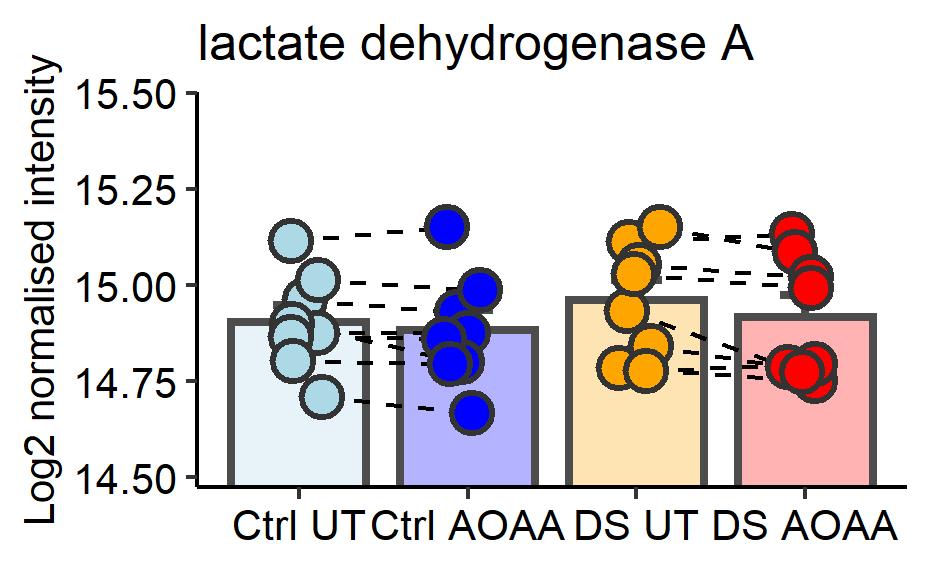 lactate dehydrogenase A
Log2 normalised intensity
15.50
15.25
15.00
14.75
14.50
Ctrl UT Ctrl AOAA DS UT DS AOAA